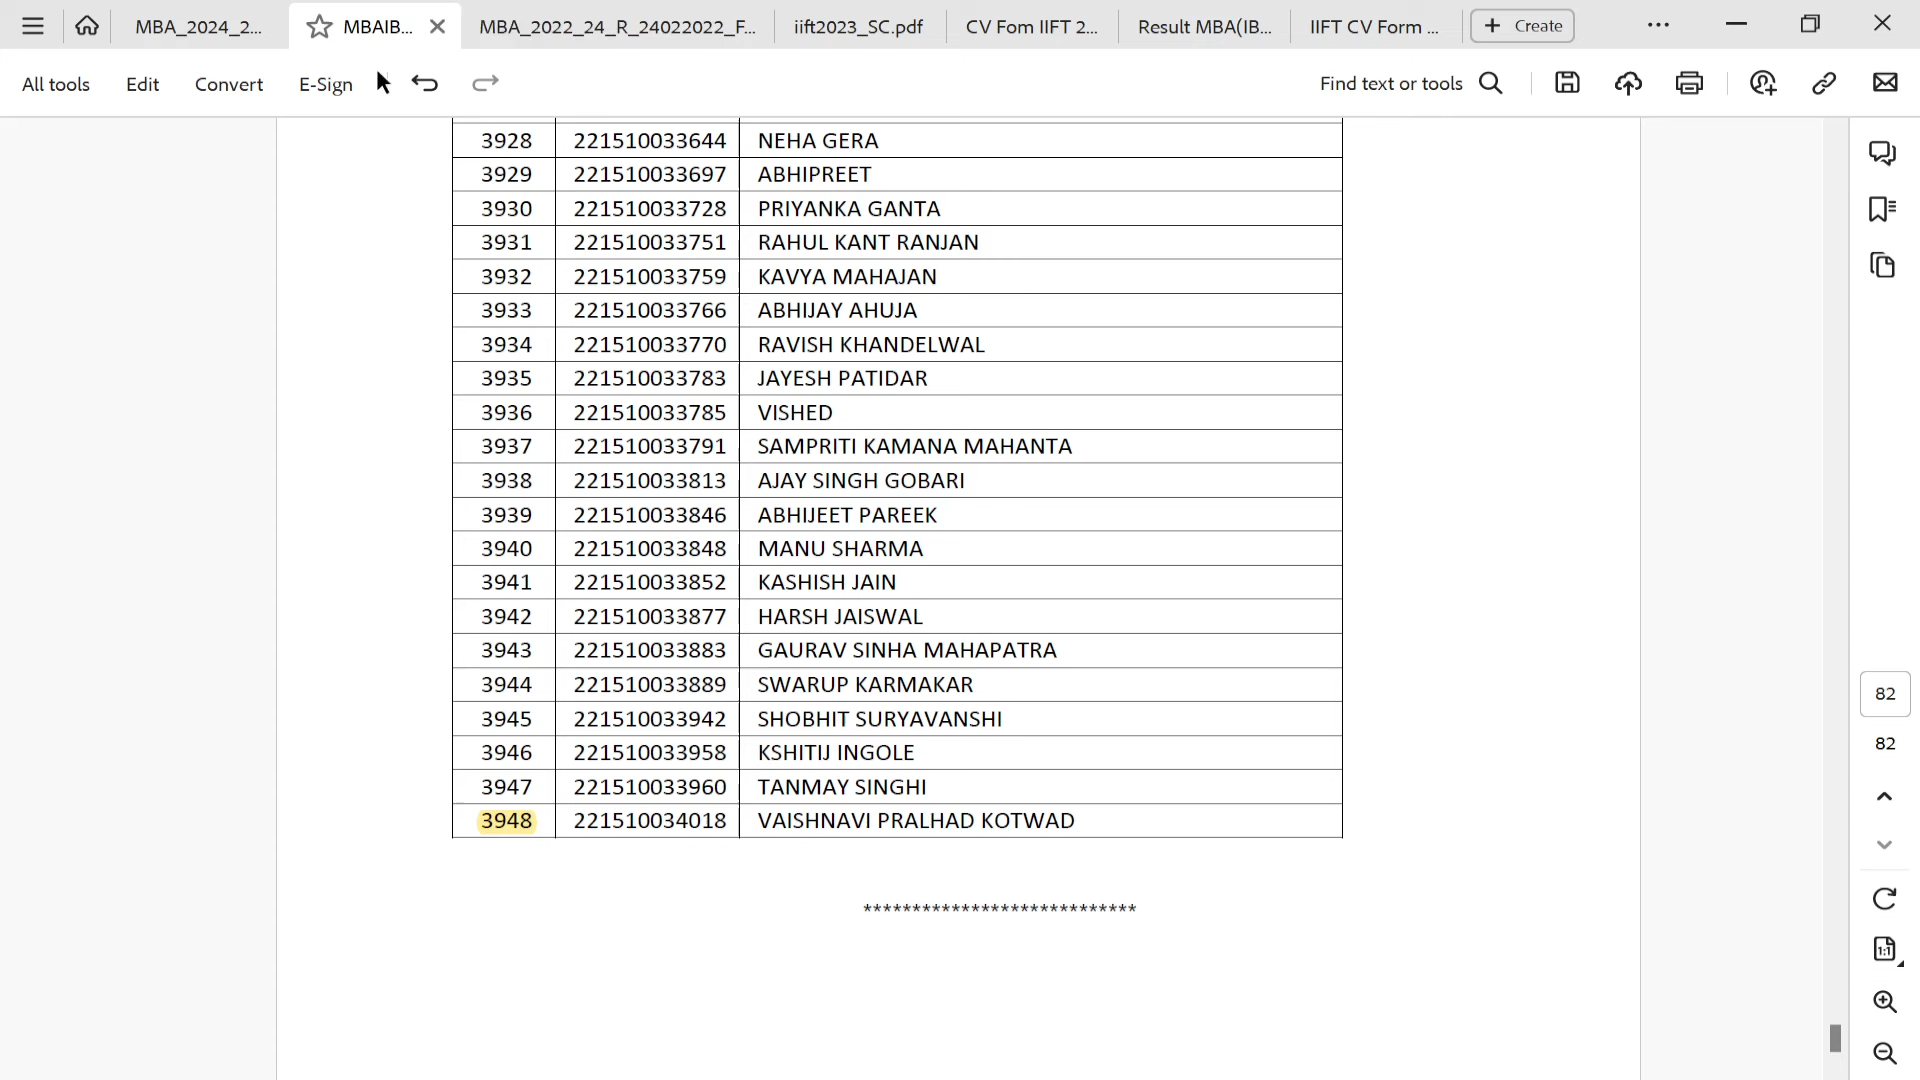 MBA_2024_2...
MBAIB...
MBA_2022_24_R_24022022_F...
iift2023_SC.pdf
CV Fom IIFT 2...
Result MBA(IB...
IIFT CV Form ...
+ Create
All tools
Edit
Convert
E-Sign
Find text or tools
3928 221510033644 NEHA GERA
3929 221510033697 ABHIPREET
3930 221510033728 PRIYANKA GANTA
3931 221510033751 RAHUL KANT RANJAN
3932 221510033759 KAVYA MAHAJAN
3933 221510033766 ABHIJAY AHUJA
3934 221510033770 RAVISH KHANDELWAL
3935 221510033783 JAYESH PATIDAR
3936 221510033785 VISHED
3937 221510033791 SAMPRITI KAMANA MAHANTA
3938 221510033813 AJAY SINGH GOBARI
3939 221510033846 ABHIJEET PAREEK
3940 221510033848 MANU SHARMA
3941 221510033852 KASHISH JAIN
3942 221510033877 HARSH JAISWAL
3943 221510033883 GAURAV SINHA MAHAPATRA
3944 221510033889 SWARUP KARMAKAR
3945 221510033942 SHOBHIT SURYAVANSHI
3946 221510033958 KSHITIJ INGOLE
3947 221510033960 TANMAY SINGHI
3948 221510034018 VAISHNAVI PRALHAD KOTWAD
****************************
82
82
1:1